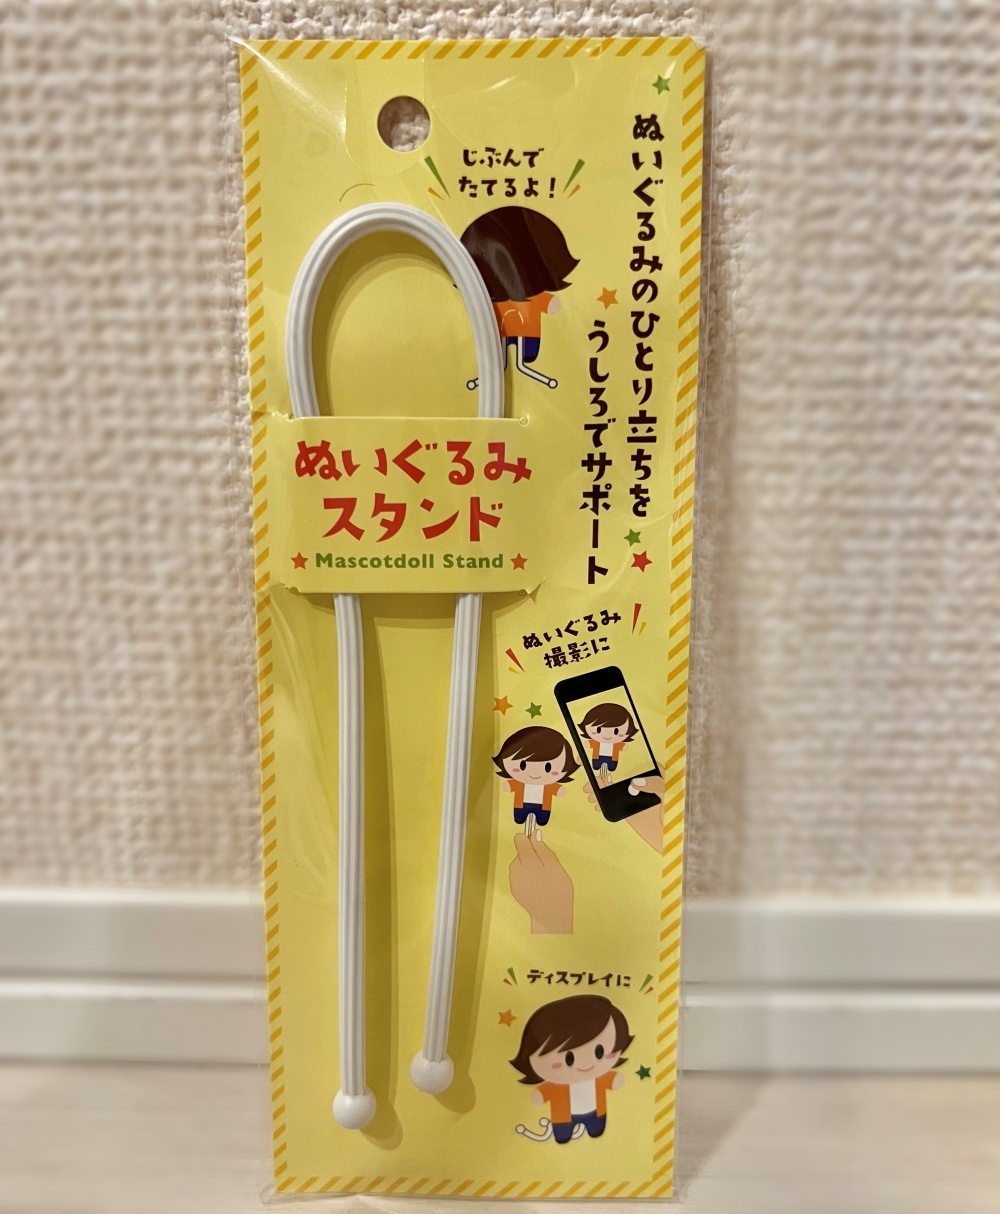 ぬいぐるみのひとり立ちを
うしろでサポート
じぶんで
たてるよ！
ぬいぐるみ
スタンド
Mascotdoll Stand
ぬいぐるみ
撮影に
ディスプレイに